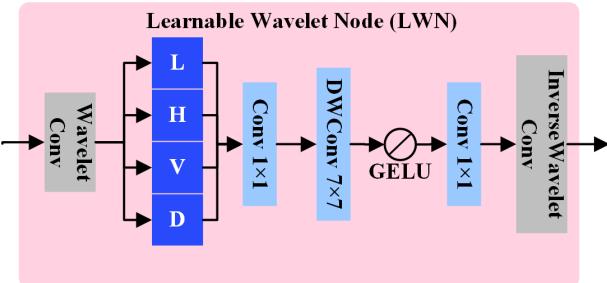 Learnable Wavelet Node (LWN)
Wavelet
Conv
L
H
V
D
Conv 1×1
DWConv 7×7
GELU
Conv 1×1
InverseWavelet
Conv